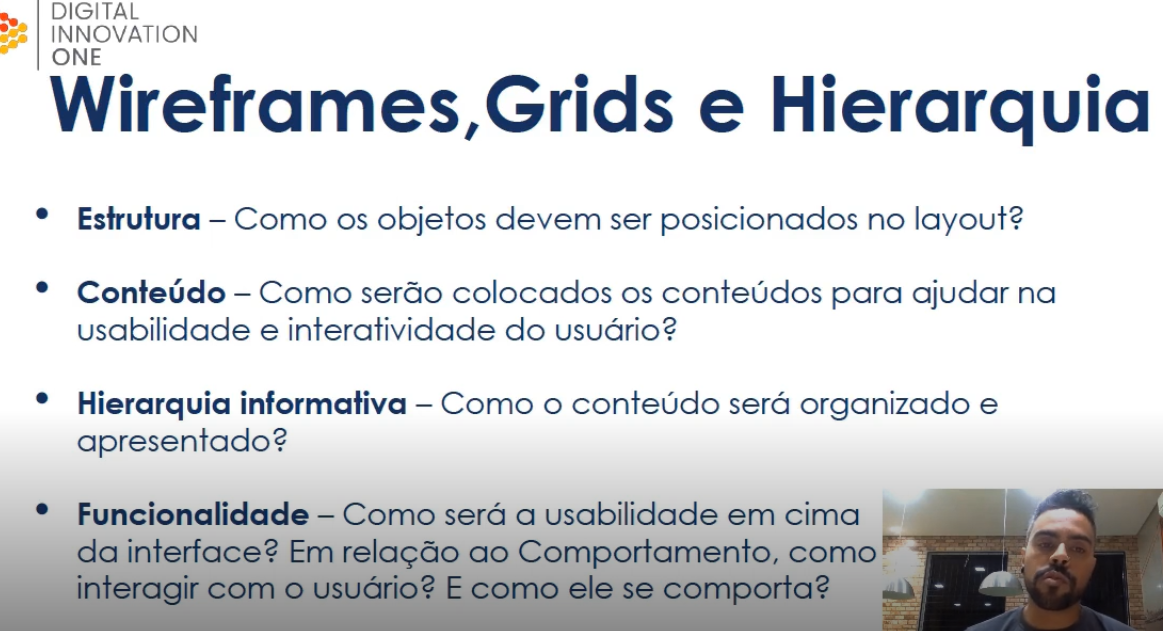 DIGITAL
INNOVATION
ONE
Wireframes,Grids e Hierarquia
• Estrutura – Como os objetos devem ser posicionados no layout?
• Conteúdo – Como serão colocados os conteúdos para ajudar na
usabilidade e interatividade do usuário?
• Hierarquia informativa – Como o conteúdo será organizado e
apresentado?
• Funcionalidade – Como será a usabilidade em cima
da interface? Em relação ao Comportamento, como
interagir com o usuário? E como ele se comporta?